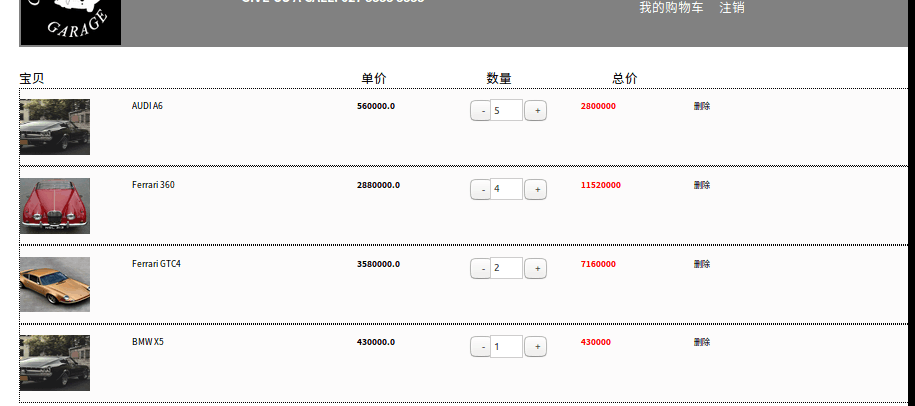 GARAGE
我的购物车 注销
宝贝 单价 数量 总价
AUDI A6 560000.0 - 5 + 2800000 删除
Ferrari 360 2880000.0 - 4 + 11520000 删除
Ferrari GTC4 3580000.0 - 2 + 7160000 删除
BMW X5 430000.0 - 1 + 430000 删除